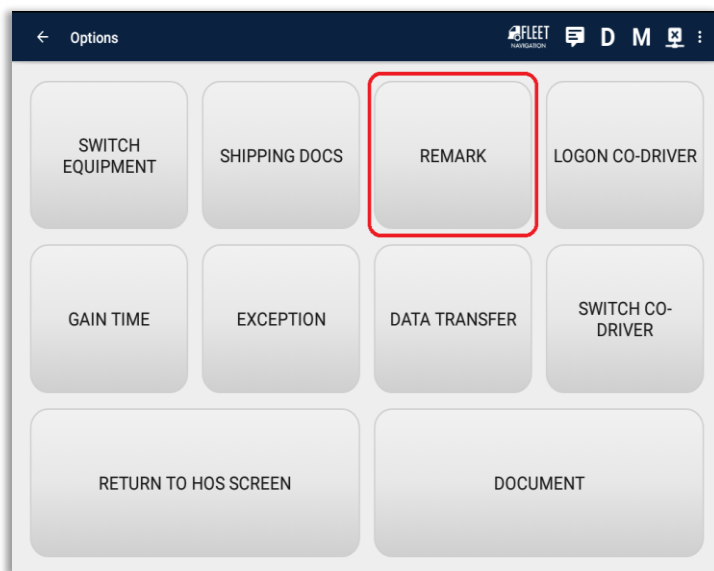 Options
FLEET
NAVIGATION
D
M
SWITCH
EQUIPMENT
SHIPPING DOCS
REMARK
LOGON CO-DRIVER
GAIN TIME
EXCEPTION
DATA TRANSFER
SWITCH CO-
DRIVER
RETURN TO HOS SCREEN
DOCUMENT